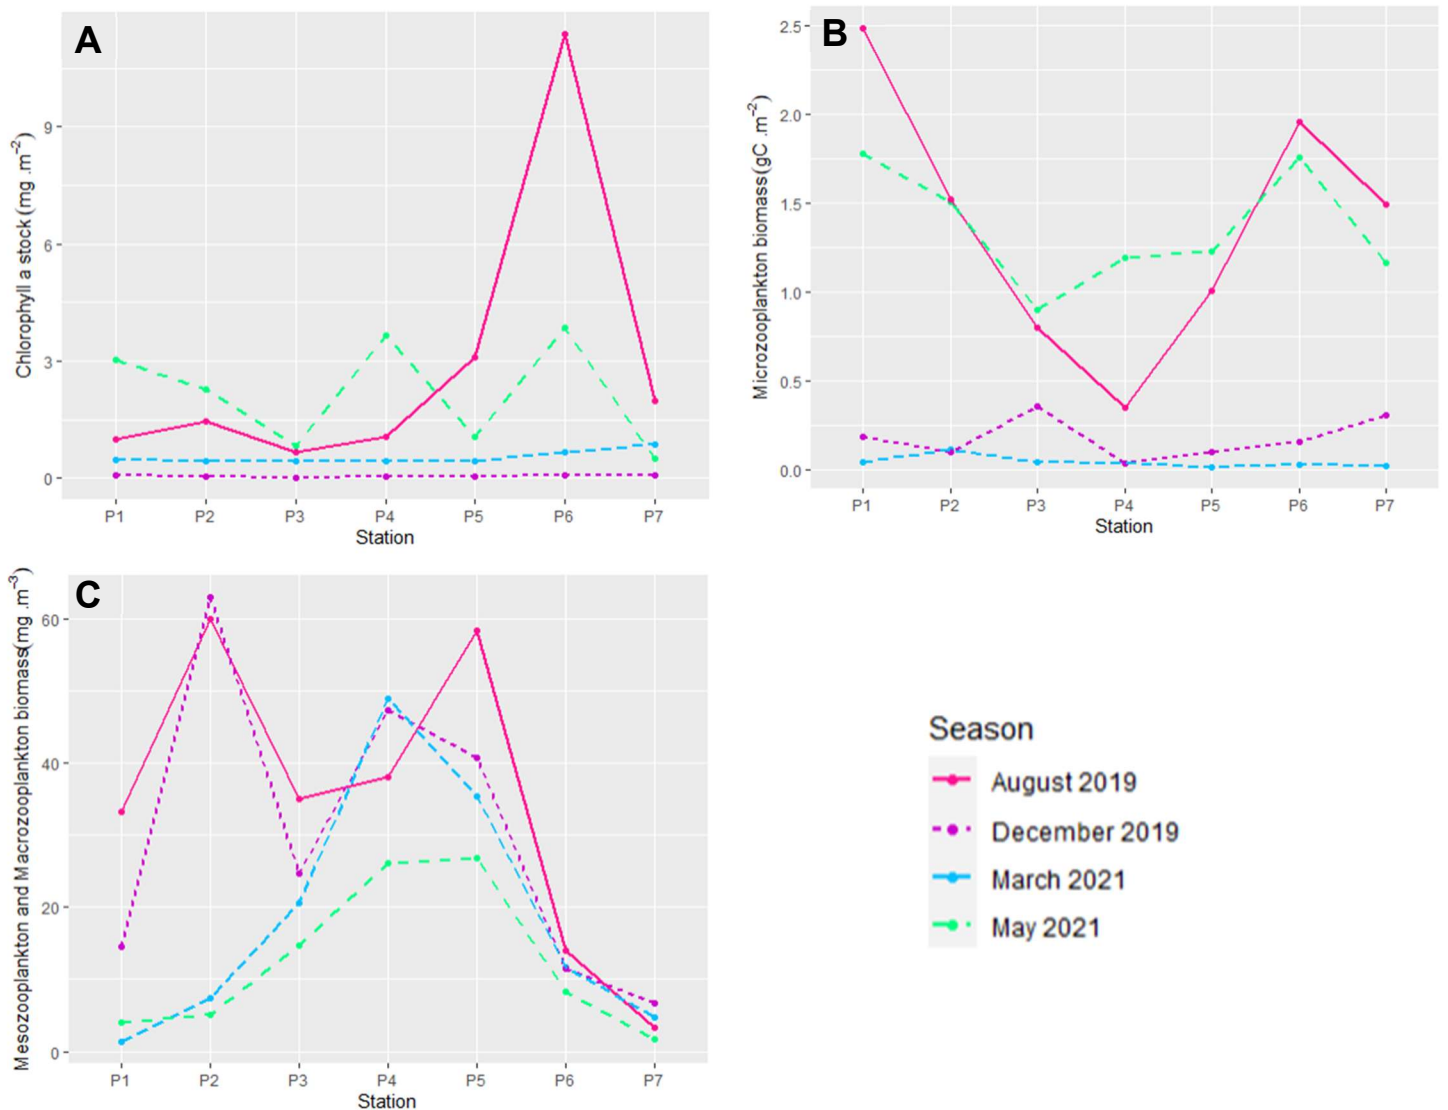 A
Chlorophyll a stock (mg .m⁻²)
9
6
3
0
P1 P2 P3 P4 P5 P6 P7
Station
B
Microzooplankton biomass(gC .m⁻²)
2.5
2.0
1.5
1.0
0.5
0.0
P1 P2 P3 P4 P5 P6 P7
Station
C
Mesozooplankton and Macrozooplankton biomass(mg .m⁻³)
60
40
20
0
P1 P2 P3 P4 P5 P6 P7
Station
Season
August 2019
December 2019
March 2021
May 2021